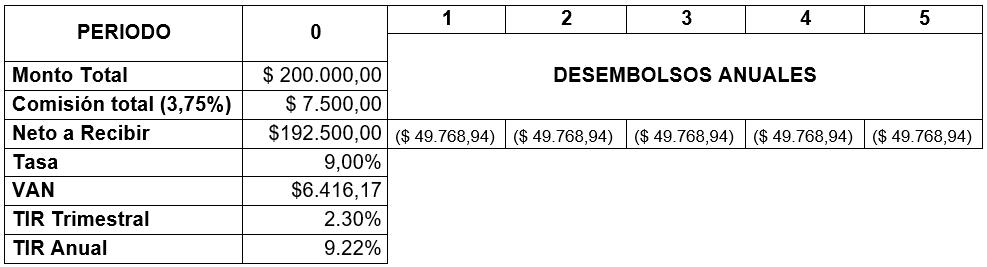 PERIODO 0 1 2 3 4 5
Monto Total $ 200.000,00 DESEMBOLSOS ANUALES
Comisión total (3,75%) $ 7.500,00
Neto a Recibir $192.500,00 ($ 49.768,94) ($ 49.768,94) ($ 49.768,94) ($ 49.768,94) ($ 49.768,94)
Tasa 9,00%
VAN $6.416,17
TIR Trimestral 2.30%
TIR Anual 9.22%